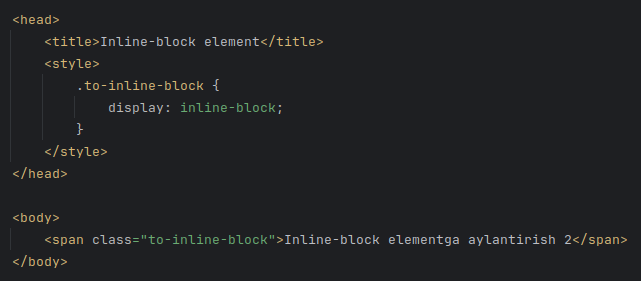 <head>
    <title>Inline-block element</title>
    <style>
        .to-inline-block {
            display: inline-block;
        }
    </style>
</head>

<body>
    <span class="to-inline-block">Inline-block elementga aylantirish 2</span>
</body>